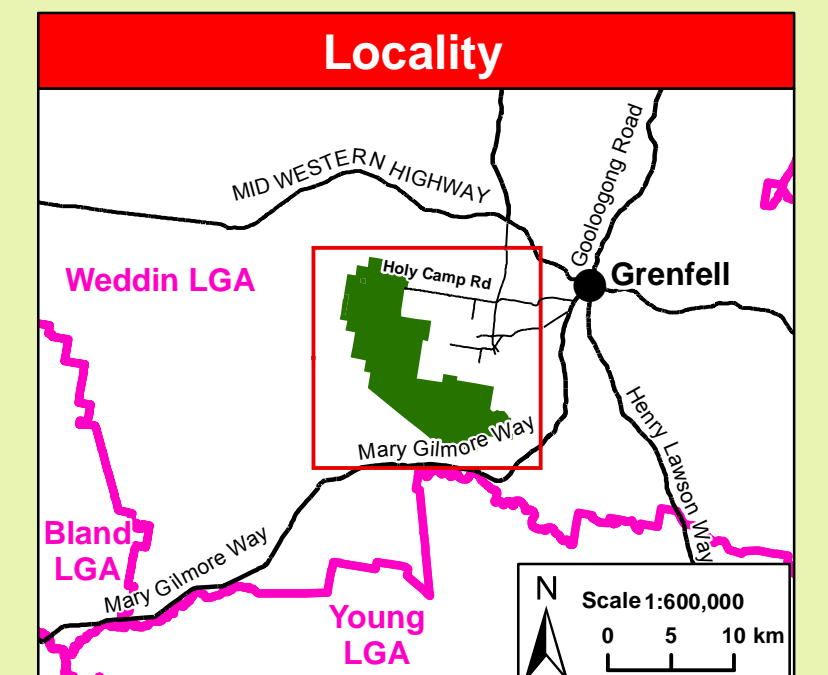 Locality
MID WESTERN HIGHWAY
Gooloogong Road
Weddin LGA
Holy Camp Rd
Grenfell
Mary Gilmore Way
Henry Lawson Way
Bland
LGA
Mary Gilmore Way
Young
LGA
N
Scale 1:600,000
0 5 10 km